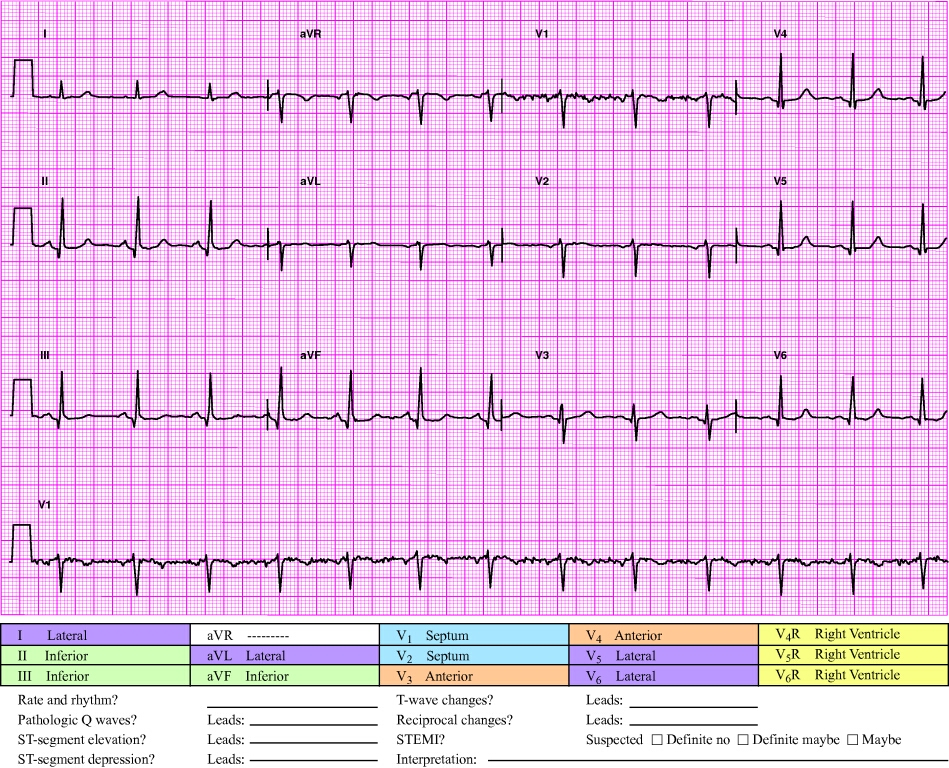 I aVR V1 V4
II aVL V2 V5
III aVF V3 V6
V1
I Lateral aVR --------- V1 Septum V4 Anterior V4R Right Ventricle
II Inferior aVL Lateral V2 Septum V5 Lateral V5R Right Ventricle
III Inferior aVF Inferior V3 Anterior V6 Lateral V6R Right Ventricle
Rate and rhythm? T-wave changes? Leads:
Pathologic Q waves? Leads: Reciprocal changes? Leads:
ST-segment elevation? Leads: STEMI? Suspected ☐ Definite no ☐ Definite maybe ☐ Maybe
ST-segment depression? Leads: Interpretation: